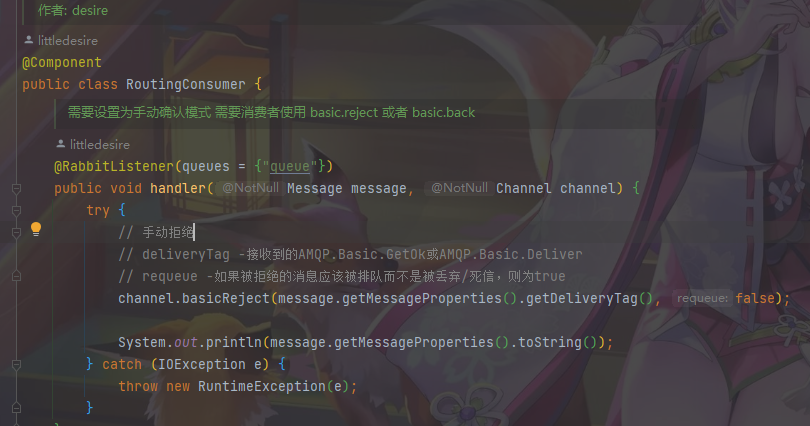 作者: desire
littledesire
@Component
public class RoutingConsumer {
需要设置为手动确认模式 需要消费者使用 basic.reject 或者 basic.back
littledesire
@RabbitListener(queues = {"queue"})
public void handler( @NotNull Message message, @NotNull Channel channel) {
try {
// 手动拒绝
// deliveryTag -接收到的AMQP.Basic.GetOk或AMQP.Basic.Deliver
// requeue -如果被拒绝的消息应该被排队而不是被丢弃/死信，则为true
channel.basicReject(message.getMessageProperties().getDeliveryTag(), requeue: false);
System.out.println(message.getMessageProperties().toString());
} catch (IOException e) {
throw new RuntimeException(e);
}